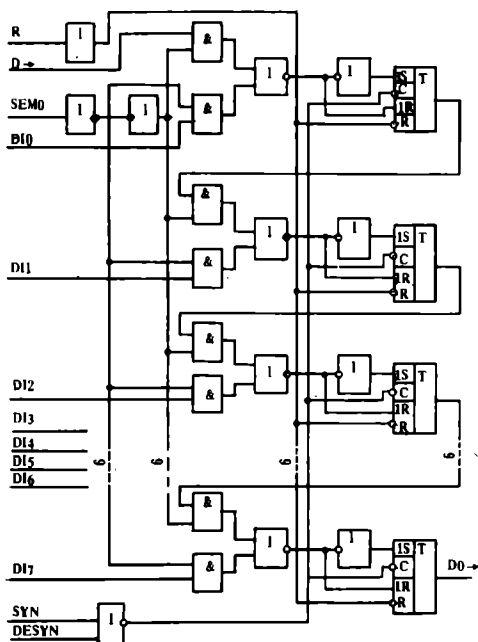 R
1
D →
&
1
1
1S T
C
1R
R
SEM0
1
1
&
DI0
&
1
1
1S T
C
1R
R
DI1
&
&
1
1
1S T
C
1R
R
DI2
&
DI3
DI4
DI5
DI6
6
6
6
6
&
1
1
1S T
C
1R
R
D0 →
DI7
&
SYN
1
DESYN